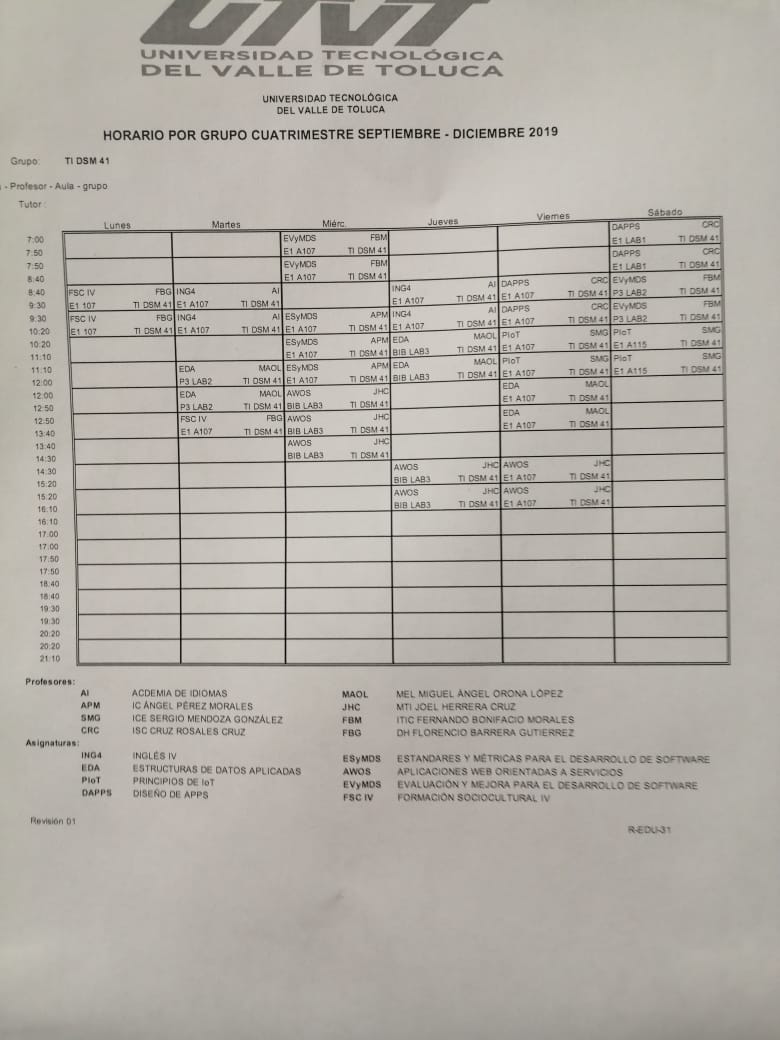 UTVT
UNIVERSIDAD TECNOLÓGICA
DEL VALLE DE TOLUCA
UNIVERSIDAD TECNOLÓGICA
DEL VALLE DE TOLUCA
HORARIO POR GRUPO CUATRIMESTRE SEPTIEMBRE - DICIEMBRE 2019
Grupo: TI DSM 41
- Profesor - Aula - grupo
Tutor :
Lunes Martes Miérc. Jueves Viernes Sábado
7:00 EVyMDS FBM DAPPS CRC
7:50 E1 A107 TI DSM 41 E1 LAB1 TI DSM 41
7:50 EVyMDS FBM DAPPS CRC
8:40 E1 A107 TI DSM 41 E1 LAB1 TI DSM 41
8:40 FSC IV FBG ING4 AI ING4 AI DAPPS CRC EVyMDS FBM
9:30 E1 107 TI DSM 41 E1 A107 TI DSM 41 E1 A107 TI DSM 41 E1 A107 TI DSM 41 P3 LAB2 TI DSM 41
9:30 FSC IV FBG ING4 AI ESyMDS APM ING4 AI DAPPS CRC EVyMDS FBM
10:20 E1 107 TI DSM 41 E1 A107 TI DSM 41 E1 A107 TI DSM 41 E1 A107 TI DSM 41 E1 A107 TI DSM 41 P3 LAB2 TI DSM 41
10:20 ESyMDS APM EDA MAOL PIoT SMG PIoT SMG
11:10 E1 A107 TI DSM 41 BIB LAB3 TI DSM 41 E1 A107 TI DSM 41 E1 A115 TI DSM 41
11:10 EDA MAOL ESyMDS APM EDA MAOL PIoT SMG PIoT SMG
12:00 P3 LAB2 TI DSM 41 E1 A107 TI DSM 41 BIB LAB3 TI DSM 41 E1 A107 TI DSM 41 E1 A115 TI DSM 41
12:00 EDA MAOL AWOS JHC EDA MAOL
12:50 P3 LAB2 TI DSM 41 BIB LAB3 TI DSM 41 E1 A107 TI DSM 41
12:50 FSC IV FBG AWOS JHC EDA MAOL
13:40 E1 A107 TI DSM 41 BIB LAB3 TI DSM 41 E1 A107 TI DSM 41
13:40 AWOS JHC
14:30 BIB LAB3 TI DSM 41
14:30 AWOS JHC AWOS JHC
15:20 BIB LAB3 TI DSM 41 E1 A107 TI DSM 41
15:20 AWOS JHC AWOS JHC
16:10 BIB LAB3 TI DSM 41 E1 A107 TI DSM 41
16:10
17:00
17:00
17:50
17:50
18:40
18:40
19:30
19:30
20:20
20:20
21:10
Profesores:
AI ACDEMIA DE IDIOMAS MAOL MEL MIGUEL ÁNGEL ORONA LÓPEZ
APM IC ÁNGEL PÉREZ MORALES JHC MTI JOEL HERRERA CRUZ
SMG ICE SERGIO MENDOZA GONZÁLEZ FBM ITIC FERNANDO BONIFACIO MORALES
CRC ISC CRUZ ROSALES CRUZ FBG DH FLORENCIO BARRERA GUTIERREZ
Asignaturas:
ING4 INGLÉS IV ESyMDS ESTANDARES Y MÉTRICAS PARA EL DESARROLLO DE SOFTWARE
EDA ESTRUCTURAS DE DATOS APLICADAS AWOS APLICACIONES WEB ORIENTADAS A SERVICIOS
PIoT PRINCIPIOS DE IoT EVyMDS EVALUACIÓN Y MEJORA PARA EL DESARROLLO DE SOFTWARE
DAPPS DISEÑO DE APPS FSC IV FORMACIÓN SOCIOCULTURAL IV
Revisión 01 R-EDU-31